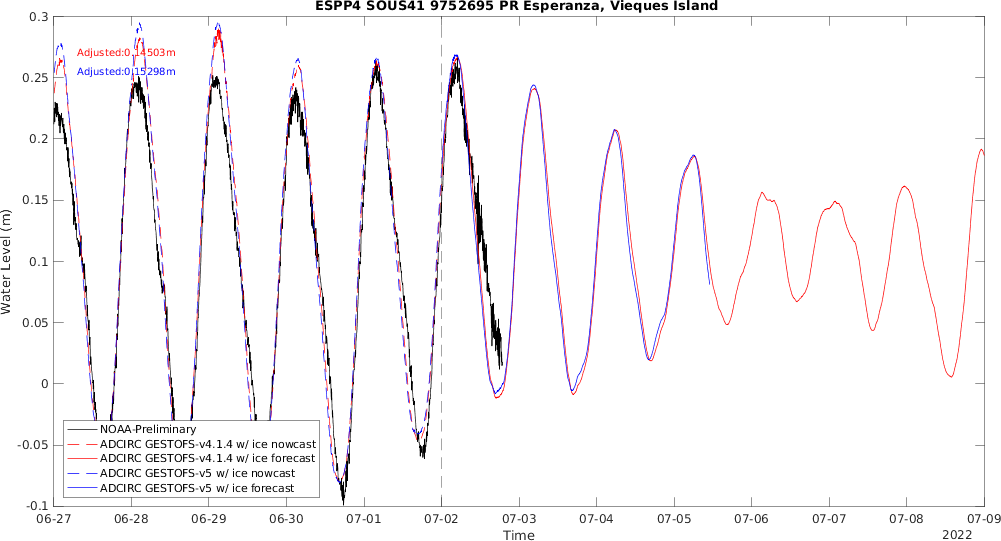 ESPP4 SOUS41 9752695 PR Esperanza, Vieques Island
0.3
Adjusted:0.14503m
Adjusted:0.15298m
0.25
0.2
0.15
0.1
0.05
0
-0.05
-0.1
Water Level (m)
NOAA-Preliminary
ADCIRC GESTOFS-v4.1.4 w/ ice nowcast
ADCIRC GESTOFS-v4.1.4 w/ ice forecast
ADCIRC GESTOFS-v5 w/ ice nowcast
ADCIRC GESTOFS-v5 w/ ice forecast
06-27 06-28 06-29 06-30 07-01 07-02 07-03 07-04 07-05 07-06 07-07 07-08 07-09
Time
2022